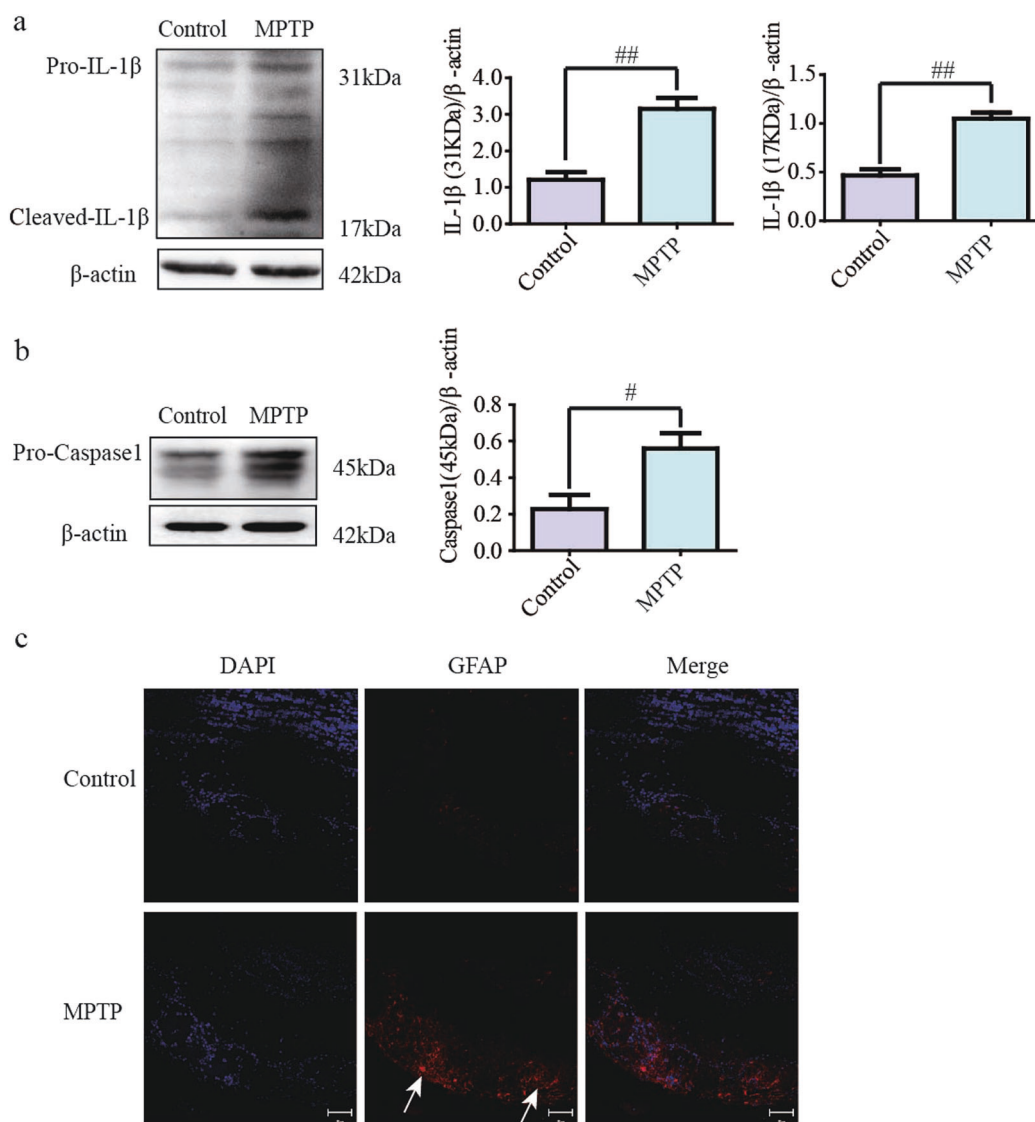 a
Control MPTP
Pro-IL-1β
31kDa
Cleaved-IL-1β
17kDa
β-actin
42kDa
IL-1β (31KDa)/β -actin
4.0
3.0
2.0
1.0
0.0
##
Control
MPTP
IL-1β (17KDa)/β -actin
1.5
1.0
0.5
0.0
##
Control
MPTP
b
Control MPTP
Pro-Caspase1
45kDa
β-actin
42kDa
Caspase1(45kDa)/β -actin
0.8
0.6
0.4
0.2
0.0
#
Control
MPTP
c
DAPI GFAP Merge
Control
MPTP